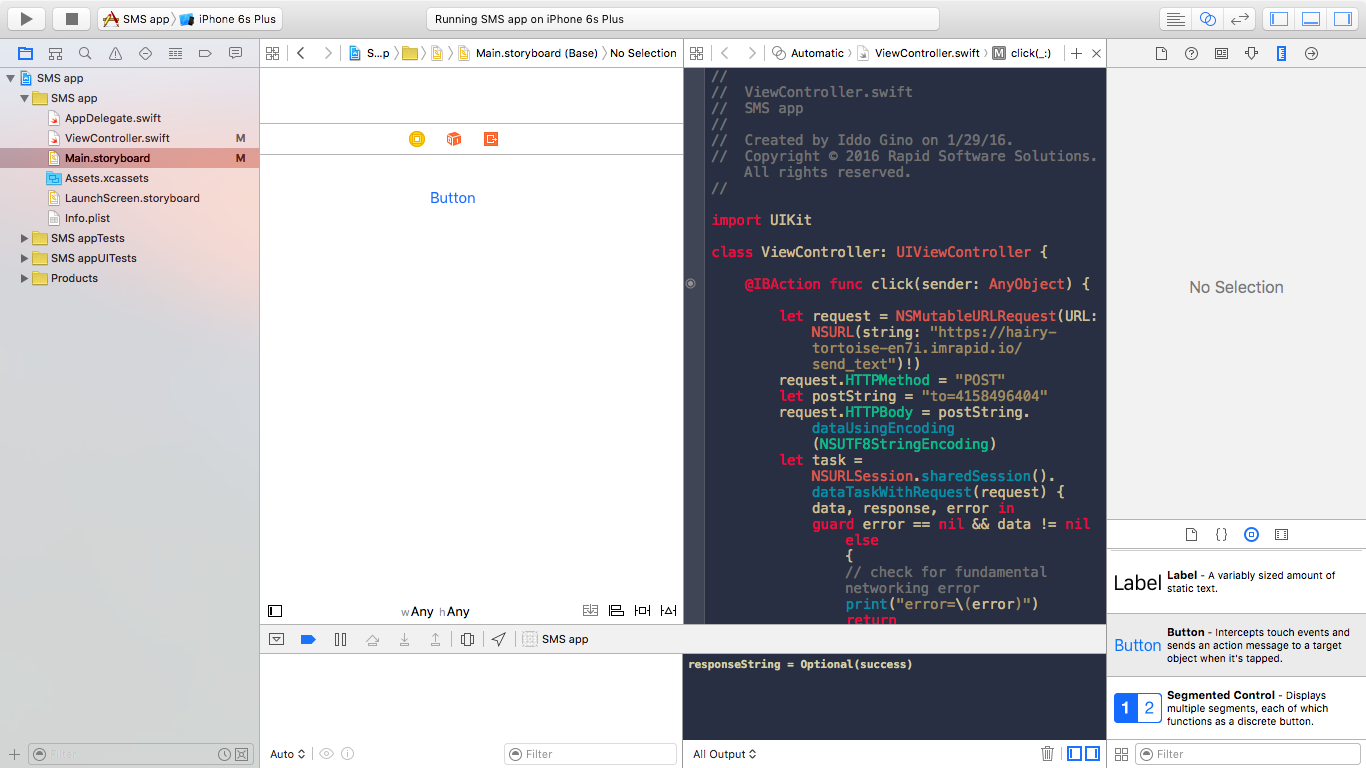 SMS app
iPhone 6s Plus
Running SMS app on iPhone 6s Plus
S...p
Main.storyboard (Base)
No Selection
Automatic
ViewController.swift
M
click(_:)
SMS app
SMS app
AppDelegate.swift
ViewController.swift M
Main.storyboard M
Assets.xcassets
LaunchScreen.storyboard
Info.plist
SMS appTests
SMS appUITests
Products
Filter
Button
wAny hAny
//
// ViewController.swift
// SMS app
//
// Created by Iddo Gino on 1/29/16.
// Copyright © 2016 Rapid Software Solutions.
All rights reserved.
//
import UIKit
class ViewController: UIViewController {
@IBAction func click(sender: AnyObject) {
let request = NSMutableURLRequest(URL:
NSURL(string: "https://hairy-
tortoise-en7i.imrapid.io/
send_text")!)
request.HTTPMethod = "POST"
let postString = "to=4158496404"
request.HTTPBody = postString.
dataUsingEncoding
(NSUTF8StringEncoding)
let task =
NSURLSession.sharedSession().
dataTaskWithRequest(request) {
data, response, error in
guard error == nil && data != nil
else
{
// check for fundamental
networking error
print("error=\(error)")
return
SMS app
Auto
Filter
responseString = Optional(success)
All Output
No Selection
{}
Label
Label - A variably sized amount of
static text.
Button
Button - Intercepts touch events and
sends an action message to a target
object when it's tapped.
1 2
Segmented Control - Displays
multiple segments, each of which
functions as a discrete button.
Filter